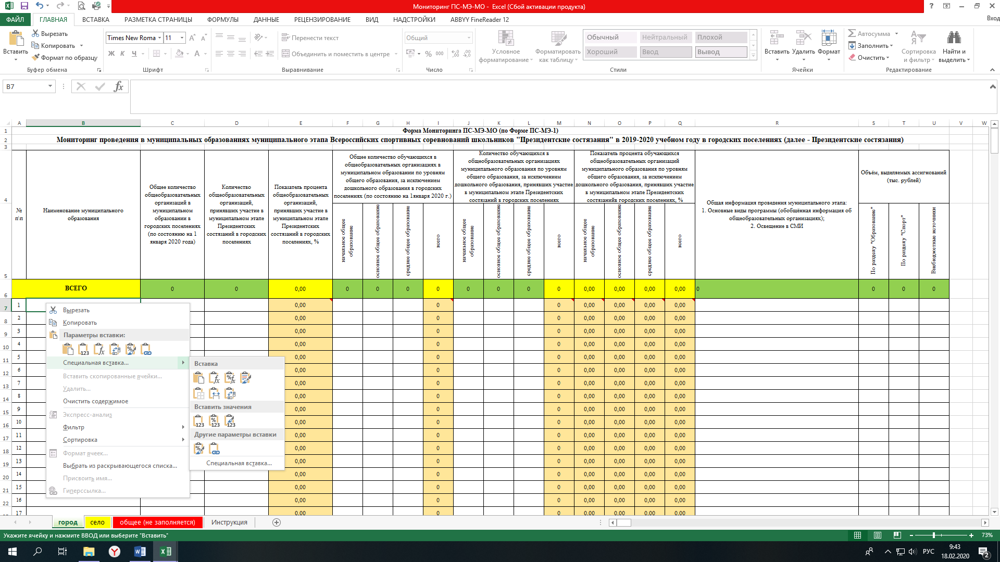 Мониторинг ПС-МЭ-МО - Excel (Сбой активации продукта)
ФАЙЛ ГЛАВНАЯ ВСТАВКА РАЗМЕТКА СТРАНИЦЫ ФОРМУЛЫ ДАННЫЕ РЕЦЕНЗИРОВАНИЕ ВИД НАДСТРОЙКИ ABBYY FineReader 12 Вход
Вставить
Вырезать
Копировать
Формат по образцу
Буфер обмена
Times New Roma 11
Ж К Ч
Шрифт
Перенести текст
Объединить и поместить в центре
Выравнивание
Общий
% 000
Число
Условное форматирование
Форматировать как таблицу
Обычный Нейтральный Плохой
Хороший Ввод Вывод
Стили
Вставить Удалить Формат
Ячейки
Автосумма
Заполнить
Очистить
Сортировка и фильтр
Найти и выделить
Редактирование
B7
fx
A B C D E F G H I J K L M N O P Q R S T U V W
1 Форма Мониторинга ПС-МЭ-МО (по Форме ПС-МЭ-1)
2 Мониторинг проведения в муниципальных образованиях муниципального этапа Всероссийских спортивных соревнований школьников "Президентские состязания" в 2019-2020 учебном году в городских поселениях (далее - Президентские состязания)
3
4
5
№ п\п
Наименование муниципального образования
Общее количество общеобразовательных организаций в муниципальном образовании в городских поселениях (по состоянию на 1 января 2020 года)
Количество общеобразовательных организаций, принявших участие в муниципальном этапе Президентских состязаний в городских поселениях
Показатель процента общеобразовательных организаций, принявших участие в муниципальном этапе Президентских состязаний в городских поселениях, %
Общее количество обучающихся в общеобразовательных организациях в муниципальном образовании по уровням общего образования, за исключением дошкольного образования в городских поселениях (по состоянию на 1января 2020 г.)
Количество обучающихся в общеобразовательных организациях муниципального образования по уровням общего образования, за исключением дошкольного образования, принявших участие в муниципальном этапе Президентских состязаний в городских поселениях
Показатель процента обучающихся общеобразовательных организаций муниципального образования по уровням общего образования, за исключением дошкольного образования, принявших участие в муниципальном этапе Президентских состязанийв городских поселениях, %
Общая информация проведения муниципального этапа:
1. Основные виды программы (обобщённая информация об общеобразовательных организациях);
2. Освещение в СМИ
Объём, выделяемых ассигнований (тыс. рублей)
начальное общее образование
основное общее образование
среднее общее образование
всего
начальное общее образование
основное общее образование
среднее общее образование
всего
начальное общее образование
основное общее образование
среднее общее образование
всего
По разделу "Образование"
По разделу "Спорт"
Внебюджетные источники
6 ВСЕГО 0 0 0,00 0 0 0 0 0 0 0 0 0,00 0,00 0,00 0,00 0 0 0 0
7 1 0,00 0 0 0,00 0,00 0,00 0,00
8 2 0,00 0 0 0,00 0,00 0,00 0,00
9 3 0,00 0 0 0,00 0,00 0,00 0,00
10 4 0,00 0 0 0,00 0,00 0,00 0,00
11 5 0,00 0 0 0,00 0,00 0,00 0,00
12 6 0,00 0 0 0,00 0,00 0,00 0,00
13 7 0,00 0 0 0,00 0,00 0,00 0,00
14 8 0,00 0 0 0,00 0,00 0,00 0,00
15 9 0,00 0 0 0,00 0,00 0,00 0,00
16 10 0,00 0 0 0,00 0,00 0,00 0,00
17 11 0,00 0 0 0,00 0,00 0,00 0,00
18 12 0,00 0 0 0,00 0,00 0,00 0,00
19 13 0,00 0 0 0,00 0,00 0,00 0,00
20 14 0,00 0 0 0,00 0,00 0,00 0,00
21 15 0,00 0 0 0,00 0,00 0,00 0,00
22 16 0,00 0 0 0,00 0,00 0,00 0,00
17 0,00 0 0 0,00 0,00 0,00 0,00
Вырезать
Копировать
Параметры вставки:
Специальная вставка...
Вставить скопированные ячейки...
Удалить...
Очистить содержимое
Экспресс-анализ
Фильтр
Сортировка
Формат ячеек...
Выбрать из раскрывающегося списка...
Присвоить имя...
Гиперссылка...
Вставка
Вставить значения
Другие параметры вставки
Специальная вставка...
город село общее (не заполняется) Инструкция
Укажите ячейку и нажмите ВВОД или выберите "Вставить"
73%
РУС
9:43
18.02.2020
2